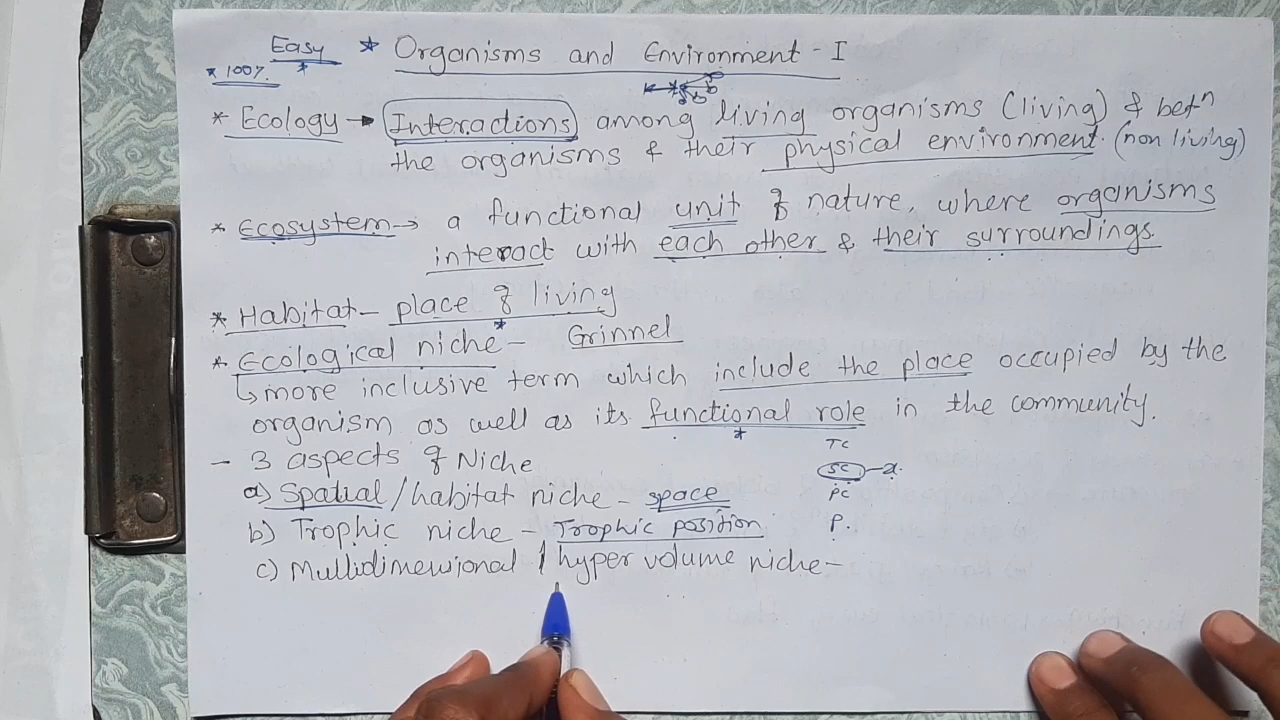 Easy * Organisms and Environment - I
* 100%
* Ecology → Interactions among living organisms (living) & betn
the organisms & their physical environment. (non living)
* Ecosystem → a functional unit of nature, where organisms
interact with each other & their surroundings.
* Habitat - place of living
* Ecological niche - Grinnel
↳ more inclusive term which include the place occupied by the
organism as well as its functional role in the community.
- 3 aspects of Niche
TC
SC
a) Spatial / habitat niche - space
PC
b) Trophic niche - Trophic position
P.
c) Multidimensional / hyper volume niche -